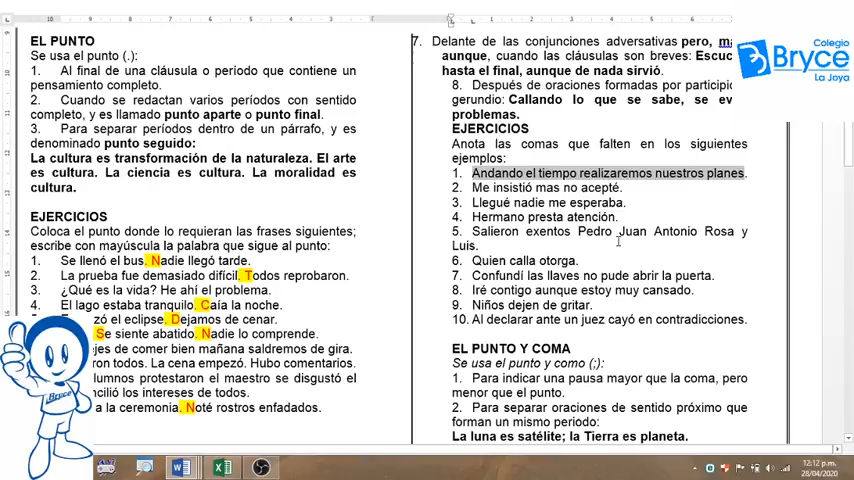 EL PUNTO
Se usa el punto (.):
1. Al final de una cláusula o período que contiene un
pensamiento completo.
2. Cuando se redactan varios períodos con sentido
completo, y es llamado punto aparte o punto final.
3. Para separar períodos dentro de un párrafo, y es
denominado punto seguido:
La cultura es transformación de la naturaleza. El arte
es cultura. La ciencia es cultura. La moralidad es
cultura.
EJERCICIOS
Coloca el punto donde lo requieran las frases siguientes;
escribe con mayúscula la palabra que sigue al punto:
1. Se llenó el bus. Nadie llegó tarde.
2. La prueba fue demasiado difícil. Todos reprobaron.
3. ¿Qué es la vida? He ahí el problema.
4. El lago estaba tranquilo. Caía la noche.
zó el eclipse. Dejamos de cenar.
Se siente abatido. Nadie lo comprende.
ejes de comer bien mañana saldremos de gira.
ron todos. La cena empezó. Hubo comentarios.
lumnos protestaron el maestro se disgustó el
ncilió los intereses de todos.
a la ceremonia. Noté rostros enfadados.
7. Delante de las conjunciones adversativas pero, ma
aunque, cuando las cláusulas son breves: Escuc
hasta el final, aunque de nada sirvió.
8. Después de oraciones formadas por participi
gerundio: Callando lo que se sabe, se ev
problemas.
EJERCICIOS
Anota las comas que falten en los siguientes
ejemplos:
1. Andando el tiempo realizaremos nuestros planes.
2. Me insistió mas no acepté.
3. Llegué nadie me esperaba.
4. Hermano presta atención.
5. Salieron exentos Pedro Juan Antonio Rosa y
Luis.
6. Quien calla otorga.
7. Confundí las llaves no pude abrir la puerta.
8. Iré contigo aunque estoy muy cansado.
9. Niños dejen de gritar.
10. Al declarar ante un juez cayó en contradicciones.
EL PUNTO Y COMA
Se usa el punto y como (;):
1. Para indicar una pausa mayor que la coma, pero
menor que el punto.
2. Para separar oraciones de sentido próximo que
forman un mismo periodo:
La luna es satélite; la Tierra es planeta.
Colegio
Bryce
La Joya
Bryce
12:12 p.m.
28/04/2020